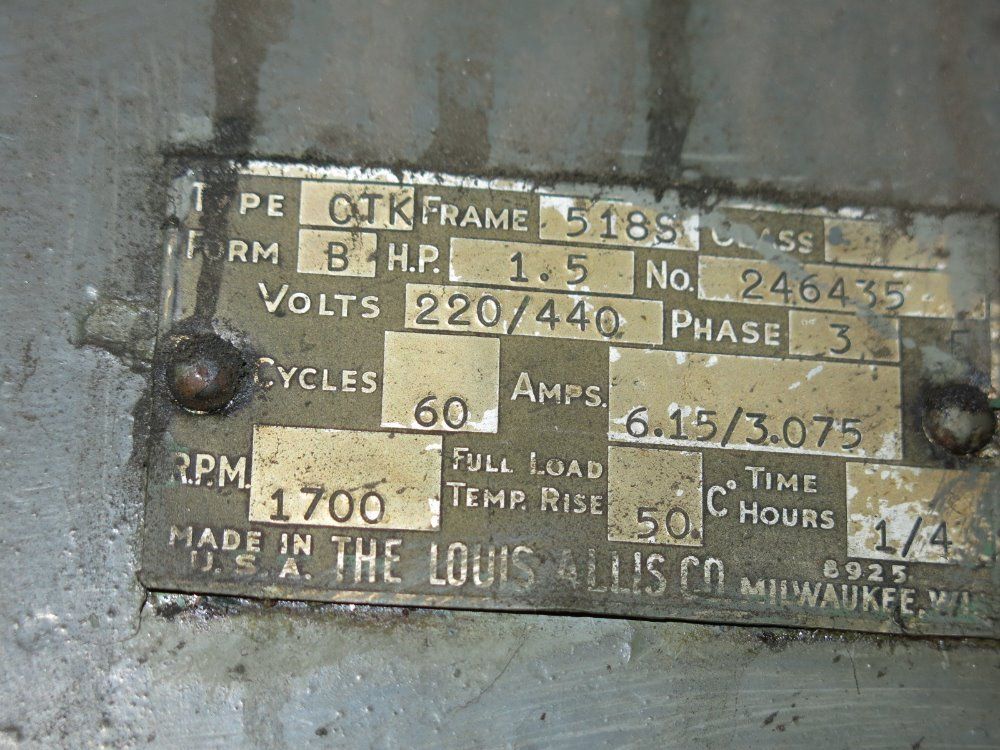 TYPE CTK FRAME 518S CLASS
FORM B H.P. 1.5 No. 246435
VOLTS 220/440 PHASE 3
CYCLES 60 AMPS. 6.15/3.075
R.P.M. 1700 FULL LOAD TEMP. RISE 50. C° TIME HOURS 1/4
MADE IN U.S.A. THE LOUIS ALLIS CO 8925 MILWAUKEE, WIS